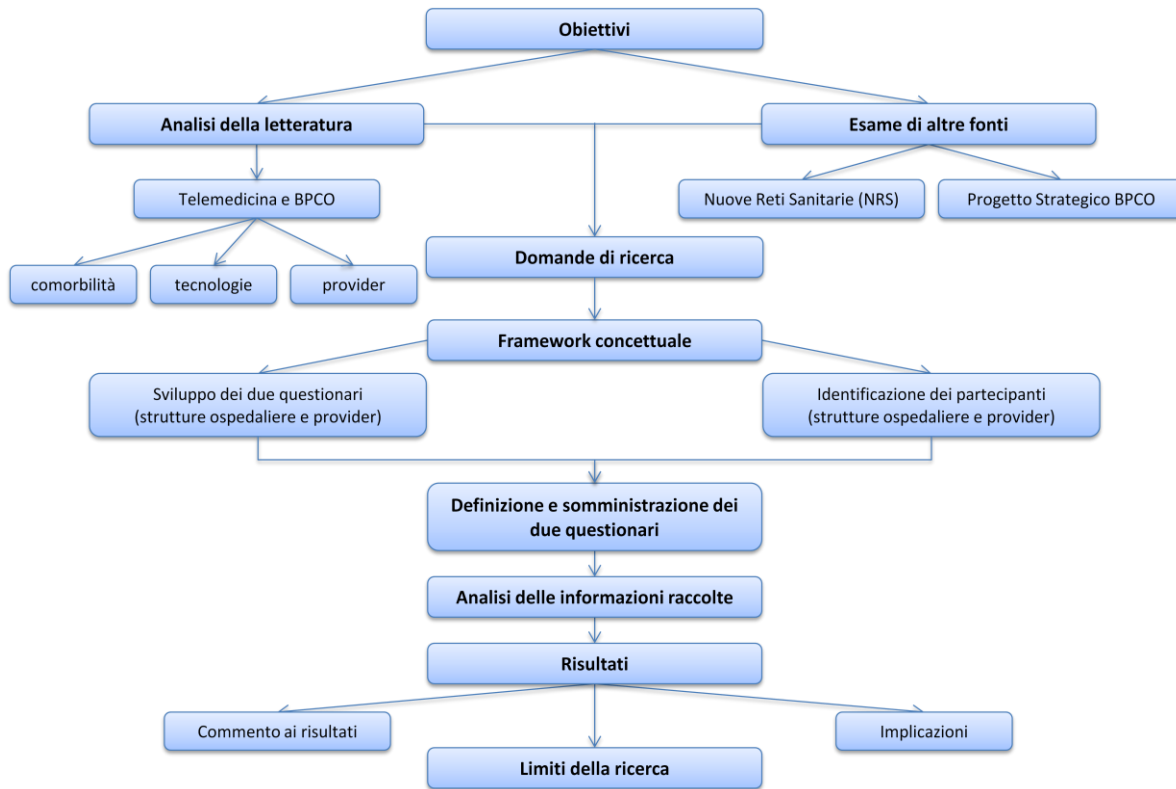 Obiettivi
Analisi della letteratura
Esame di altre fonti
Telemedicina e BPCO
Nuove Reti Sanitarie (NRS)
Progetto Strategico BPCO
comorbilità
tecnologie
provider
Domande di ricerca
Framework concettuale
Sviluppo dei due questionari
(strutture ospedaliere e provider)
Identificazione dei partecipanti
(strutture ospedaliere e provider)
Definizione e somministrazione dei
due questionari
Analisi delle informazioni raccolte
Risultati
Commento ai risultati
Implicazioni
Limiti della ricerca